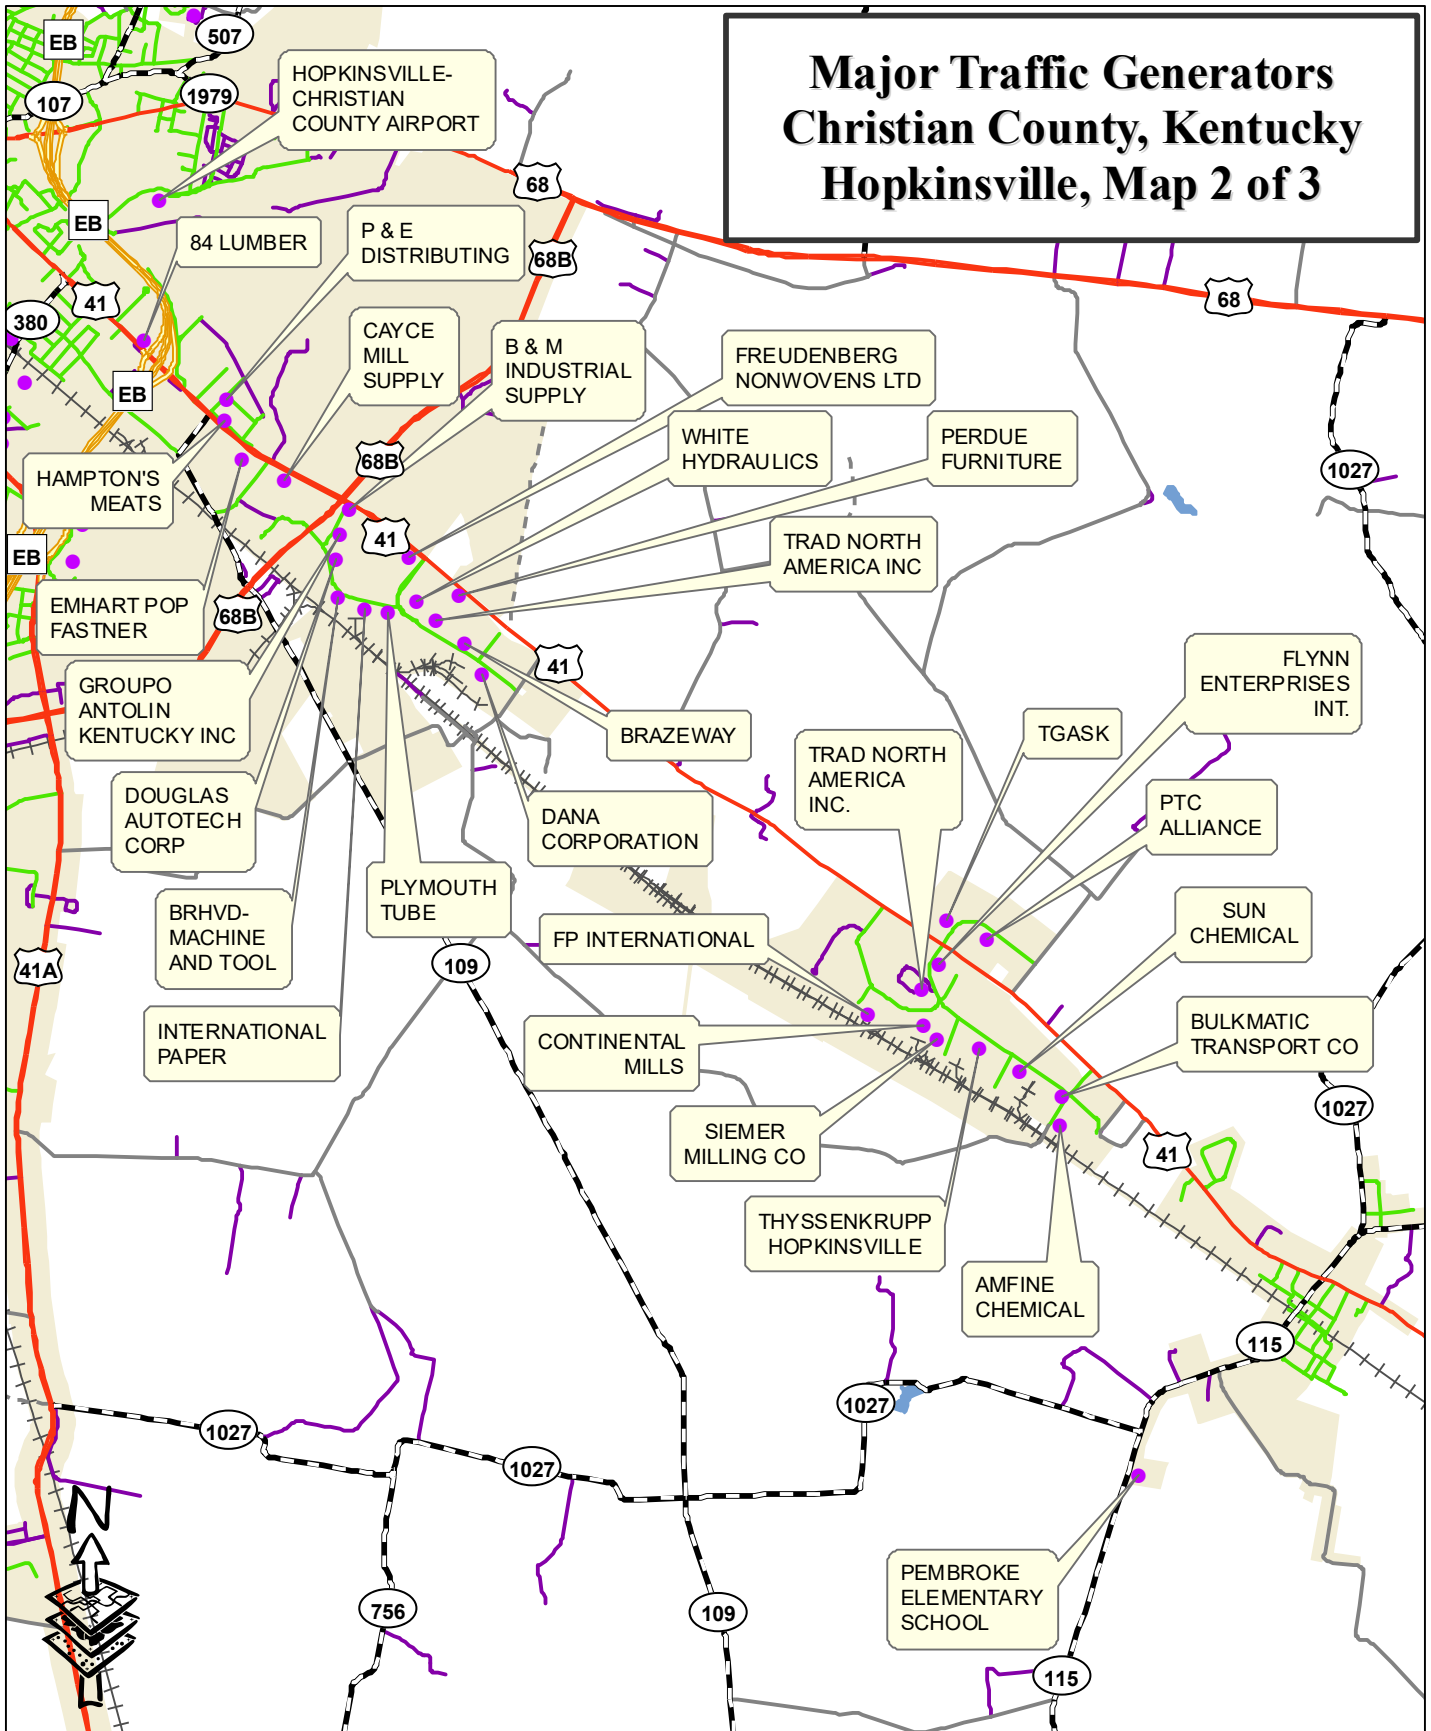 Major Traffic Generators
Christian County, Kentucky
Hopkinsville, Map 2 of 3
EB
507
107
1979
HOPKINSVILLE-
CHRISTIAN
COUNTY AIRPORT
68
EB
84 LUMBER
P & E
DISTRIBUTING
68B
41
380
68
CAYCE
MILL
SUPPLY
B & M
INDUSTRIAL
SUPPLY
FREUDENBERG
NONWOVENS LTD
EB
WHITE
HYDRAULICS
PERDUE
FURNITURE
68B
1027
HAMPTON'S
MEATS
41
TRAD NORTH
AMERICA INC
EB
EMHART POP
FASTNER
68B
41
FLYNN
ENTERPRISES
INT.
GROUPO
ANTOLIN
KENTUCKY INC
BRAZEWAY
TGASK
TRAD NORTH
AMERICA
INC.
DOUGLAS
AUTOTECH
CORP
DANA
CORPORATION
PTC
ALLIANCE
PLYMOUTH
TUBE
BRHVD-
MACHINE
AND TOOL
FP INTERNATIONAL
SUN
CHEMICAL
41A
109
INTERNATIONAL
PAPER
CONTINENTAL
MILLS
BULKMATIC
TRANSPORT CO
1027
SIEMER
MILLING CO
41
THYSSENKRUPP
HOPKINSVILLE
AMFINE
CHEMICAL
115
1027
1027
1027
N
PEMBROKE
ELEMENTARY
SCHOOL
756
109
115